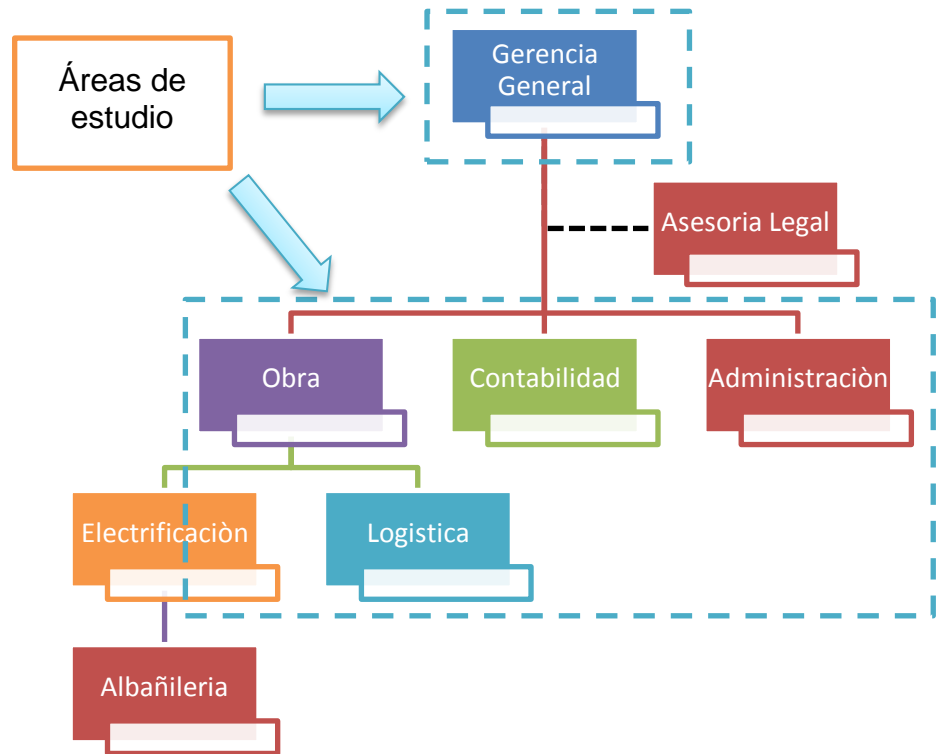 Áreas de
estudio
Gerencia
General
Asesoria Legal
Obra
Contabilidad
Administraciòn
Electrificaciòn
Logistica
Albañileria